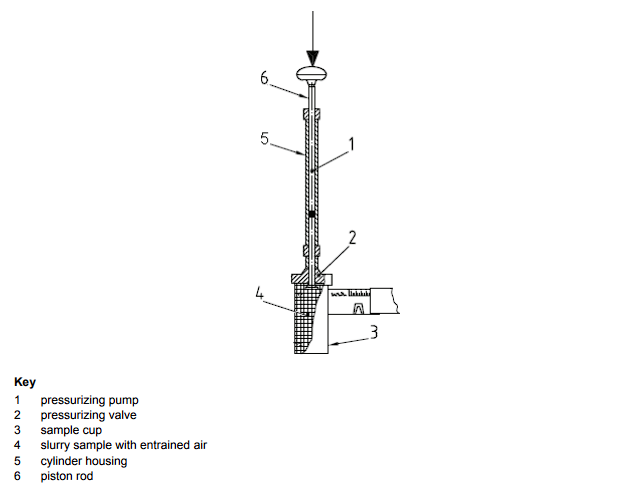 6
5
1
2
4
3
Key
1 pressurizing pump
2 pressurizing valve
3 sample cup
4 slurry sample with entrained air
5 cylinder housing
6 piston rod